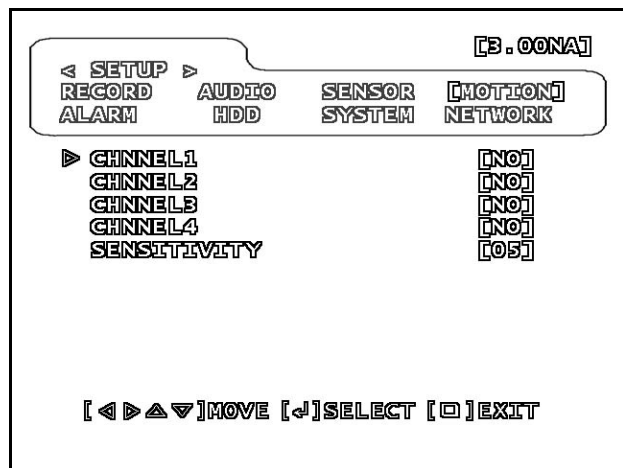 [3.00NA]
< SETUP >
RECORD AUDIO SENSOR [MOTION]
ALARM HDD SYSTEM NETWORK
▷ CHNNEL1 [NO]
CHNNEL2 [NO]
CHNNEL3 [NO]
CHNNEL4 [NO]
SENSITIVITY [05]
[◁▷△▽]MOVE [↲]SELECT [□]EXIT